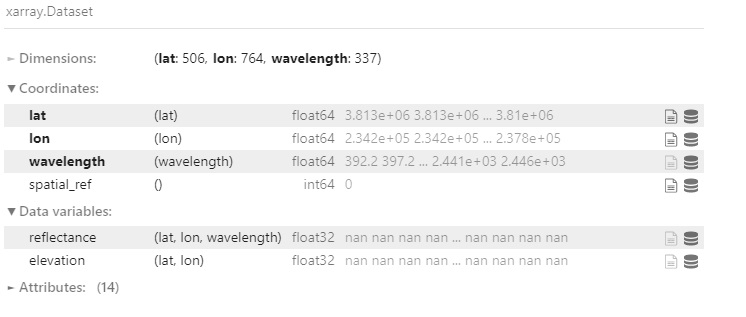 xarray.Dataset
► Dimensions: (lat: 506, lon: 764, wavelength: 337)
▼ Coordinates:
lat (lat) float64 3.813e+06 3.813e+06 ... 3.81e+06
lon (lon) float64 2.342e+05 2.342e+05 ... 2.378e+05
wavelength (wavelength) float64 392.2 397.2 ... 2.441e+03 2.446e+03
spatial_ref () int64 0
▼ Data variables:
reflectance (lat, lon, wavelength) float32 nan nan nan nan ... nan nan nan nan
elevation (lat, lon) float32 nan nan nan nan ... nan nan nan nan
► Attributes: (14)